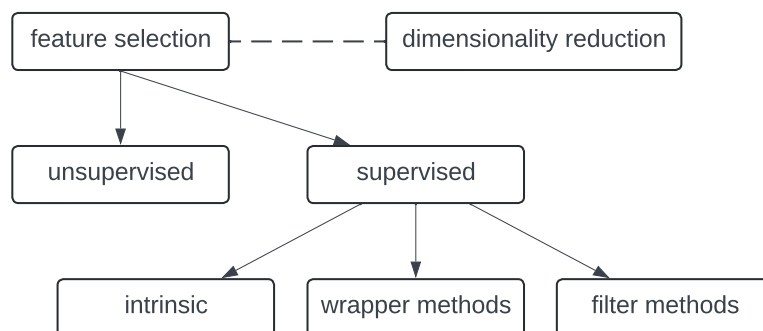 feature selection
dimensionality reduction
unsupervised
supervised
intrinsic
wrapper methods
filter methods